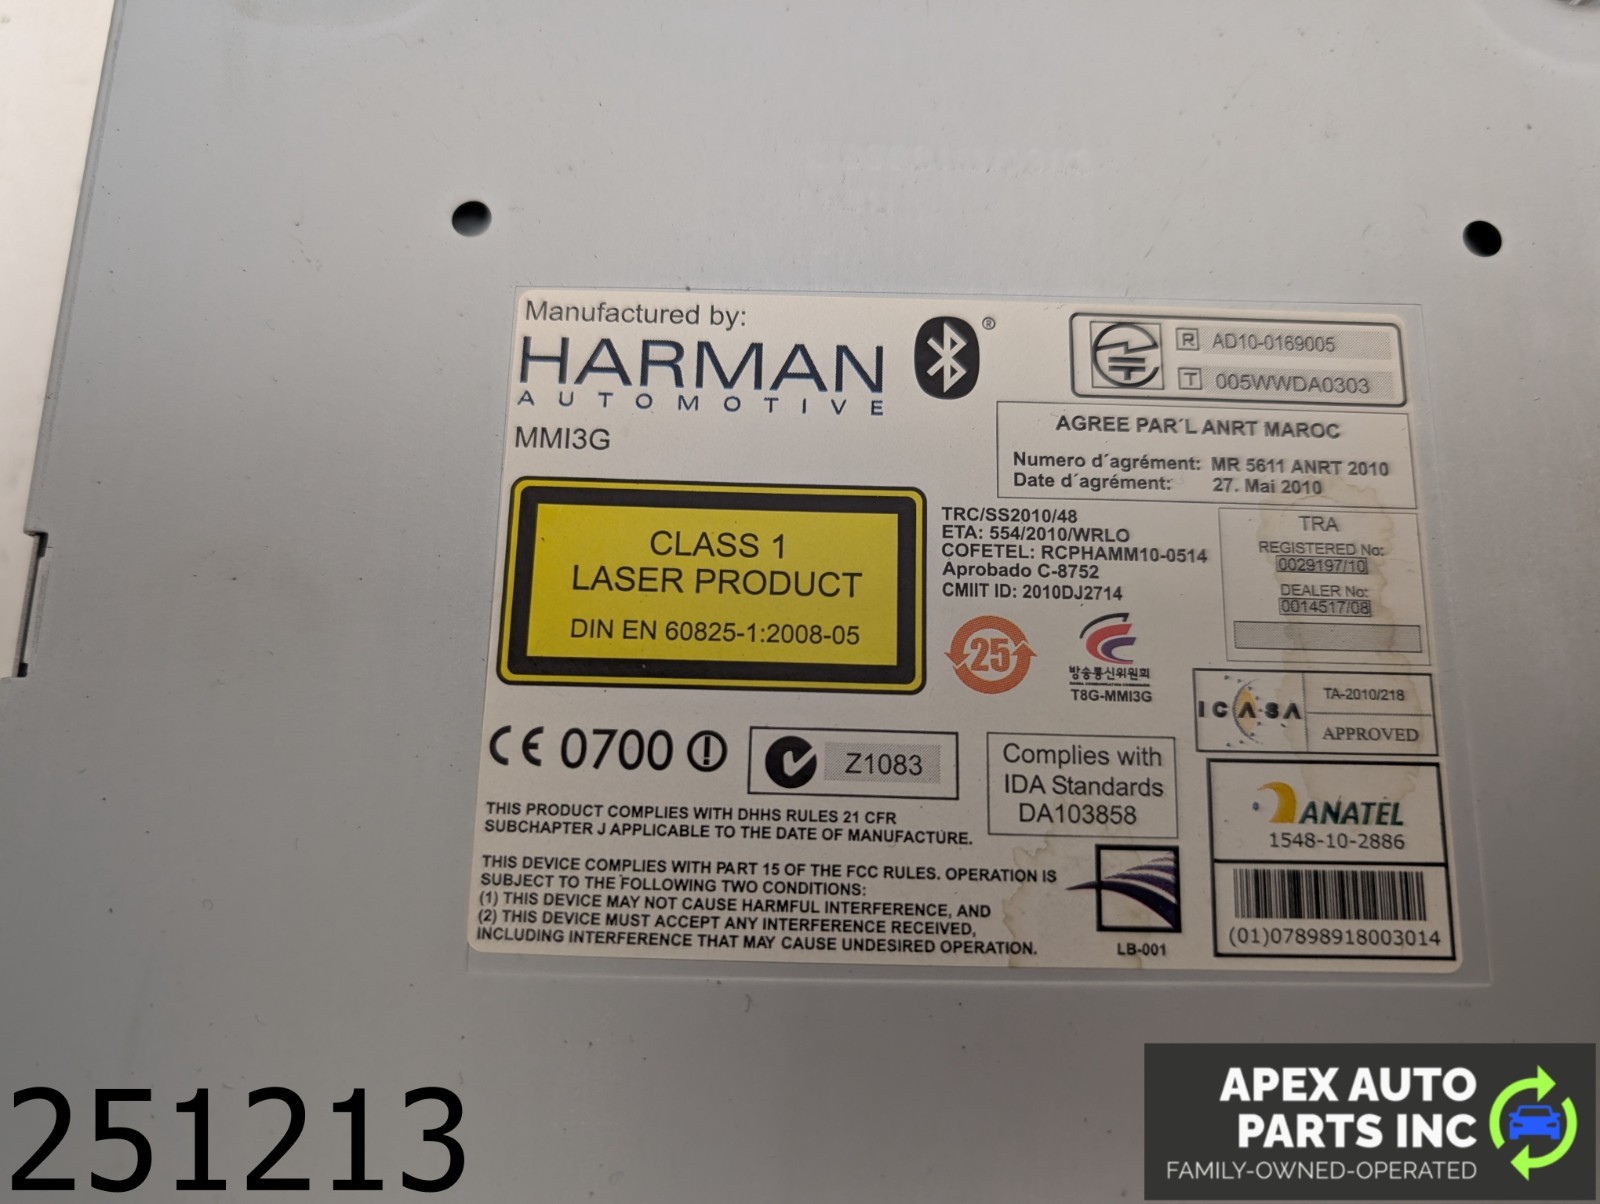 Manufactured by:
HARMAN
AUTOMOTIVE
MMI3G
®
R AD10-0169005
T 005WWDA0303
AGREE PAR´L ANRT MAROC
Numero d´agrément: MR 5611 ANRT 2010
Date d´agrément: 27. Mai 2010
CLASS 1
LASER PRODUCT
DIN EN 60825-1:2008-05
TRC/SS2010/48
ETA: 554/2010/WRLO
COFETEL: RCPHAMM10-0514
Aprobado C-8752
CMIIT ID: 2010DJ2714
25
방송통신위원회
T8G-MMI3G
TRA
REGISTERED No:
0029197/10
DEALER No:
0014517/08
ICASA
TA-2010/218
APPROVED
CE 0700
Z1083
Complies with
IDA Standards
DA103858
ANATEL
1548-10-2886
(01)07898918003014
THIS PRODUCT COMPLIES WITH DHHS RULES 21 CFR
SUBCHAPTER J APPLICABLE TO THE DATE OF MANUFACTURE.
THIS DEVICE COMPLIES WITH PART 15 OF THE FCC RULES. OPERATION IS
SUBJECT TO THE FOLLOWING TWO CONDITIONS:
(1) THIS DEVICE MAY NOT CAUSE HARMFUL INTERFERENCE, AND
(2) THIS DEVICE MUST ACCEPT ANY INTERFERENCE RECEIVED,
INCLUDING INTERFERENCE THAT MAY CAUSE UNDESIRED OPERATION.
LB-001
251213
APEX AUTO
PARTS INC
FAMILY-OWNED-OPERATED